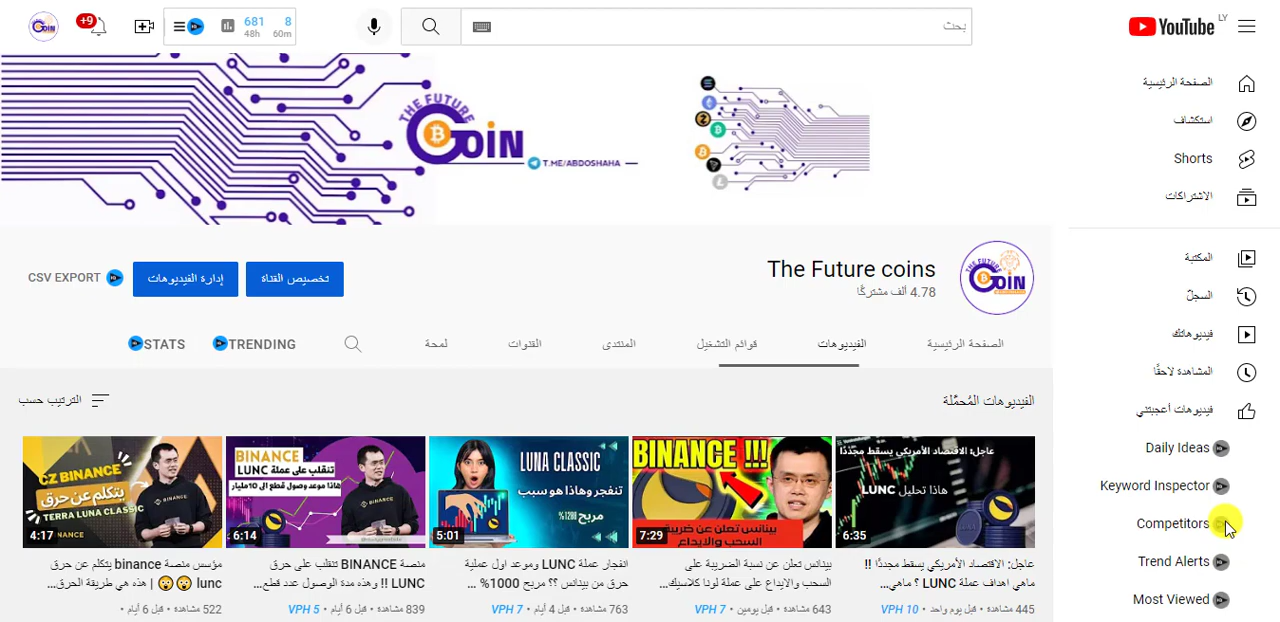 +9
681
48h
8
60m
بحث
YouTube
LY
THE FUTURE
COIN
T.ME/ABDOSHAHA
الصفحة الرئيسية
استكشاف
Shorts
الاشتراكات
المكتبة
السجلّ
فيديوهاتك
المشاهدة لاحقًا
فيديوهات أعجبتني
Daily Ideas
Keyword Inspector
Competitors
Trend Alerts
Most Viewed
The Future coins
4.78 ألف مشتركًا
تخصيص القناة
إدارة الفيديوهات
CSV EXPORT
الصفحة الرئيسية
الفيديوهات
قوائم التشغيل
المنتدى
القنوات
لمحة
TRENDING
STATS
الفيديوهات المُحمَّلة
الترتيب حسب
عاجل: الاقتصاد الأمريكي يسقط مجددًا
هاذا تحليل LUNC
6:35
عاجل: الاقتصاد الأمريكي يسقط مجددًا !!
ماهي اهداف عملة LUNC ؟ ماهي...
445 مشاهدة • قبل يوم واحد • VPH 10
BINANCE !!!
بينانس تعلن عن ضريبة
السحب والايداع
7:29
بينانس تعلن عن نسبة الضريبة على
السحب والايداع على عملة لونا كلاسيك...
643 مشاهدة • قبل يومين • VPH 7
LUNA CLASSIC
تنفجر وهاذا هو سبب
مربح 1208%
5:01
انفجار عملة LUNC وموعد اول عملية
حرق من بينانس ؟؟ مربح 1000% ...
763 مشاهدة • قبل 4 أيام • VPH 7
BINANCE
تنقلب على عملة LUNC
هاذا موعد وصول قطع الى 10مليار
6:14
منصة BINANCE تنقلب على حرق
LUNC !! وهذه مدة الوصول عدد قطع...
839 مشاهدة • قبل 6 أيام • VPH 5
CZ BINANCE
يتكلم عن حرق
TERRA LUNA CLASSIC
BINANCE
4:17
مؤسس منصة binance يتكلم عن حرق
lunc 😮😮 | هذه هي طريقة الحرق...
522 مشاهدة • قبل 6 أيام •